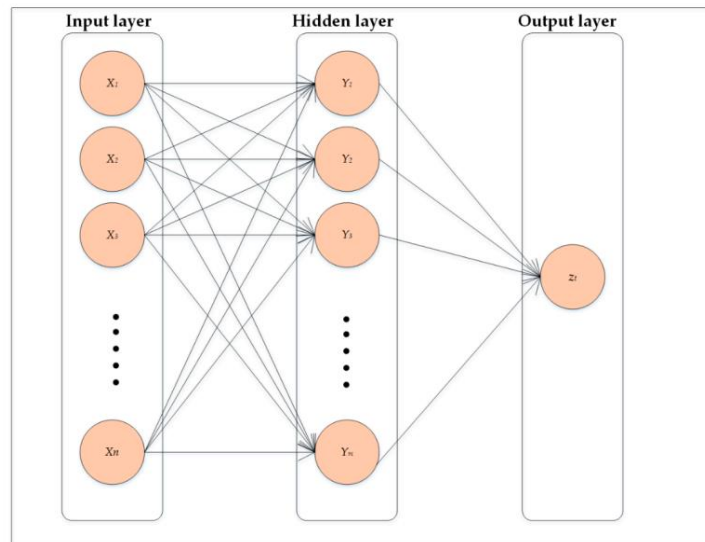 Input layer Hidden layer Output layer
X₁ Y₁
X₂ Y₂
X₃ Y₃
z₁
Xn Yₘ